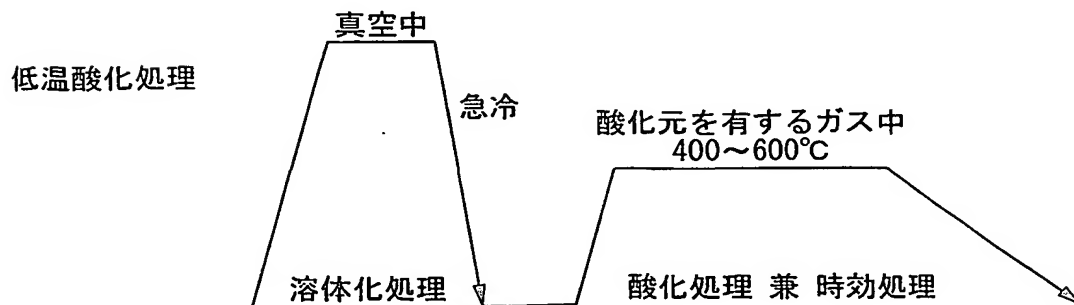 真空中
低温酸化処理
急冷
酸化元を有するガス中
400～600℃
溶体化処理
酸化処理 兼 時効処理